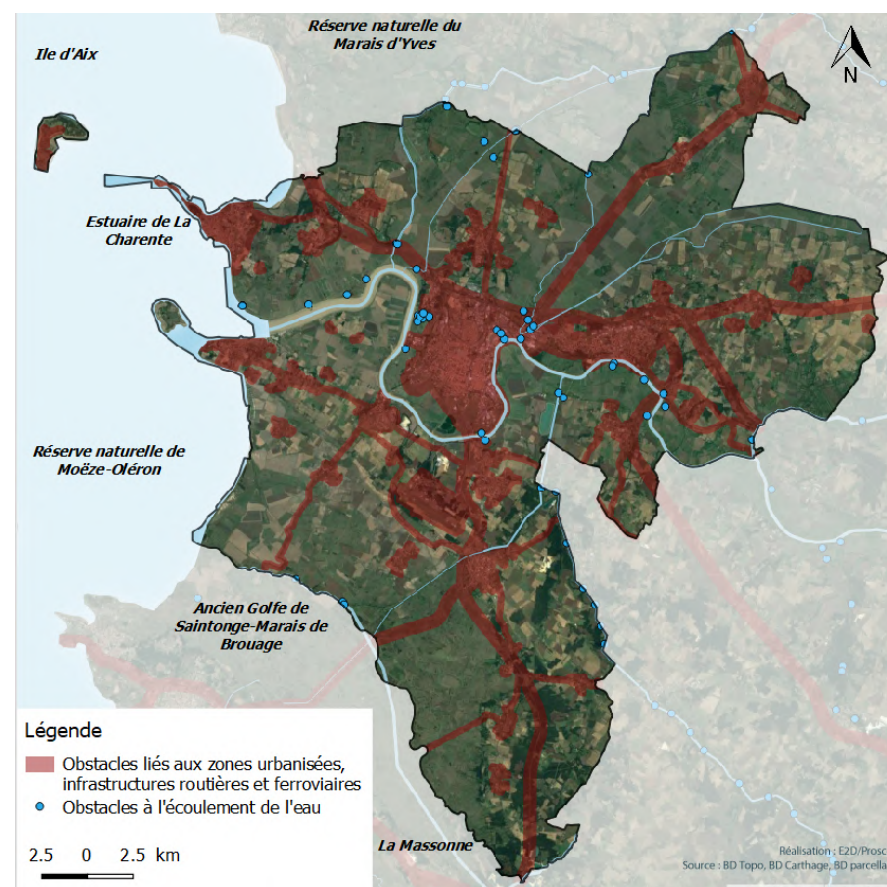 Réserve naturelle du
Marais d'Yves
Ile d'Aix
N
Estuaire de La
Charente
Réserve naturelle de
Moëze-Oléron
Ancien Golfe de
Saintonge-Marais de
Brouage
Légende
Obstacles liés aux zones urbanisées,
infrastructures routières et ferroviaires
Obstacles à l'écoulement de l'eau
2.5 0 2.5 km
La Massonne
Réalisation : E2D/Prosc
Source : BD Topo, BD Carthage, BD parcella